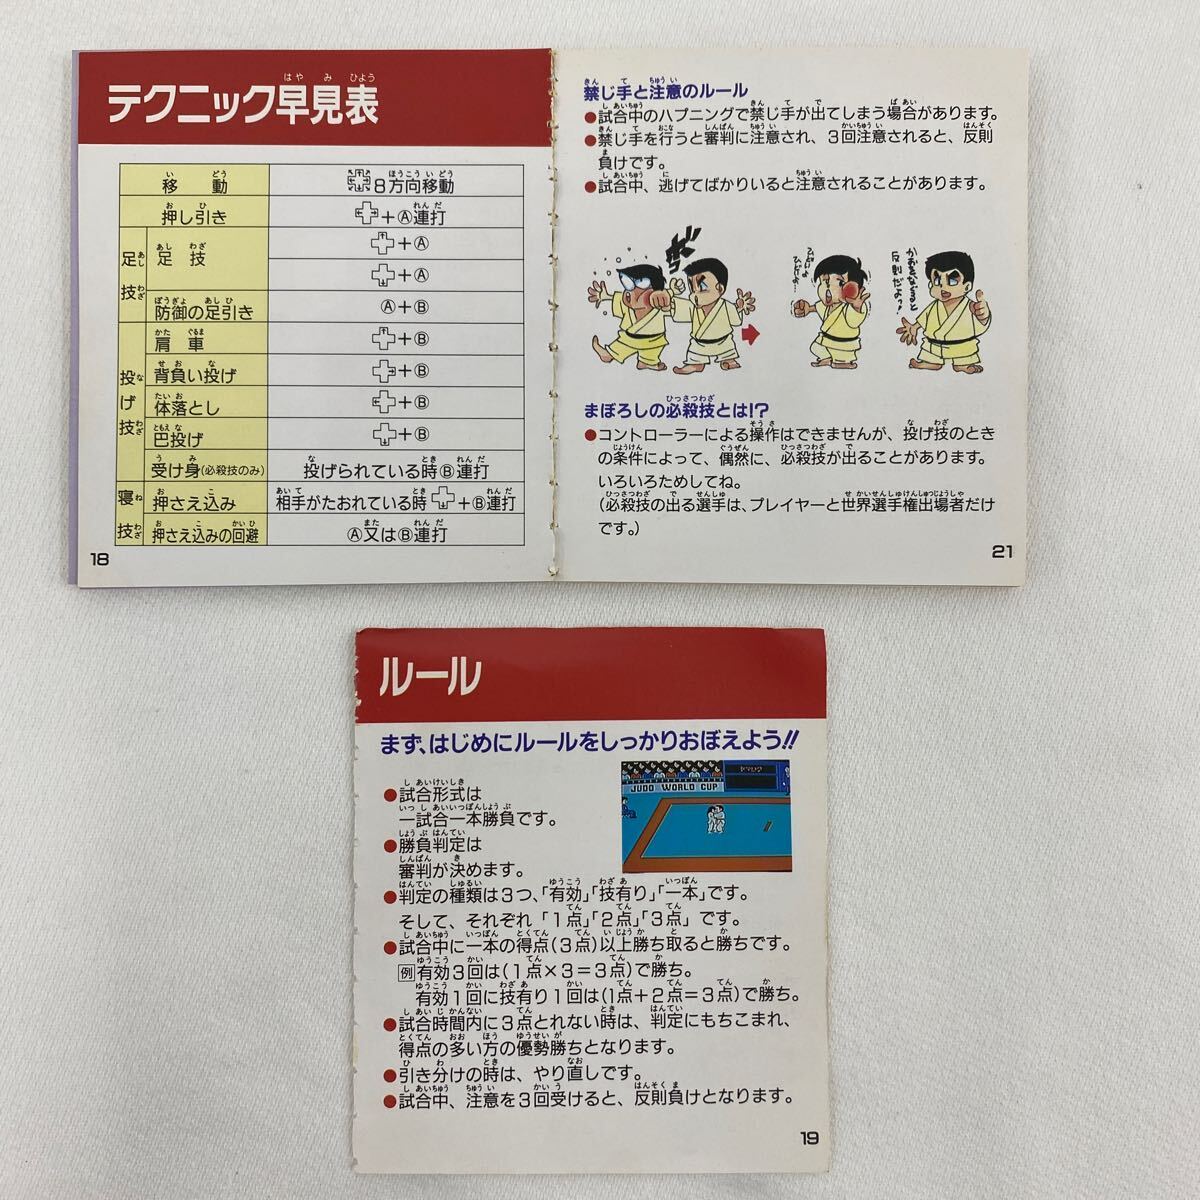 テクニック早見表
移動 8方向移動
押し引き +Ⓐ連打
足技 足技 +Ⓐ
+Ⓐ
防御の足引き Ⓐ+Ⓑ
投げ技 肩車 +Ⓑ
背負い投げ +Ⓑ
体落とし +Ⓑ
巴投げ +Ⓑ
受け身(必殺技のみ) 投げられている時Ⓑ連打
寝技 押さえ込み 相手がたおれている時+Ⓑ連打
押さえ込みの回避 Ⓐ又はⒷ連打
18
禁じ手と注意のルール
●試合中のハプニングで禁じ手が出てしまう場合があります。
●禁じ手を行うと審判に注意され、3回注意されると、反則
負けです。
●試合中、逃げてばかりいると注意されることがあります。
ひどいよ
ひどいよ…
かおをなぐると
反則だよっ!
まぼろしの必殺技とは!?
●コントローラーによる操作はできませんが、投げ技のとき
の条件によって、偶然に、必殺技が出ることがあります。
いろいろためしてね。
(必殺技の出る選手は、プレイヤーと世界選手権出場者だけ
です。)
21
ルール
まず、はじめにルールをしっかりおぼえよう!!
JUDO WORLD CUP
●試合形式は
一試合一本勝負です。
●勝負判定は
審判が決めます。
●判定の種類は3つ、「有効」「技有り」「一本」です。
そして、それぞれ「1点」「2点」「3点」です。
●試合中に一本の得点(3点)以上勝ち取ると勝ちです。
例 有効3回は(1点×3=3点)で勝ち。
有効1回に技有り1回は(1点+2点=3点)で勝ち。
●試合時間内に3点とれない時は、判定にもちこまれ、
得点の多い方の優勢勝ちとなります。
●引き分けの時は、やり直しです。
●試合中、注意を3回受けると、反則負けとなります。
19